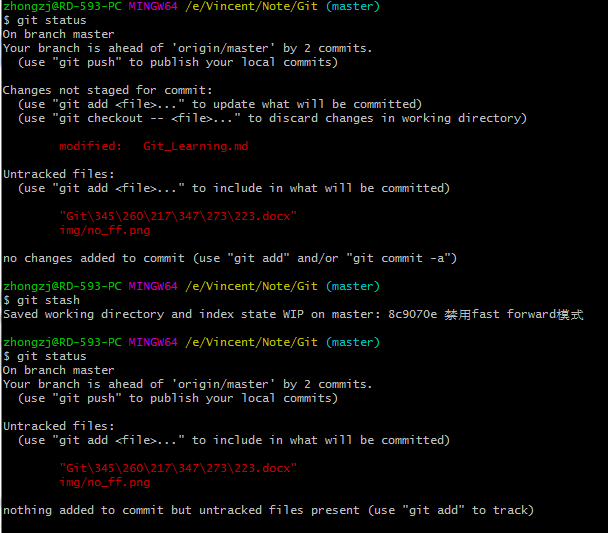 zhongzj@RD-593-PC MINGW64 /e/Vincent/Note/Git (master)
$ git status
On branch master
Your branch is ahead of 'origin/master' by 2 commits.
  (use "git push" to publish your local commits)
Changes not staged for commit:
  (use "git add <file>..." to update what will be committed)
  (use "git checkout -- <file>..." to discard changes in working directory)
        modified:   Git_Learning.md
Untracked files:
  (use "git add <file>..." to include in what will be committed)
        "Git\345\260\217\347\273\223.docx"
        img/no_ff.png
no changes added to commit (use "git add" and/or "git commit -a")
zhongzj@RD-593-PC MINGW64 /e/Vincent/Note/Git (master)
$ git stash
Saved working directory and index state WIP on master: 8c9070e 禁用fast forward模式
zhongzj@RD-593-PC MINGW64 /e/Vincent/Note/Git (master)
$ git status
On branch master
Your branch is ahead of 'origin/master' by 2 commits.
  (use "git push" to publish your local commits)
Untracked files:
  (use "git add <file>..." to include in what will be committed)
        "Git\345\260\217\347\273\223.docx"
        img/no_ff.png
nothing added to commit but untracked files present (use "git add" to track)